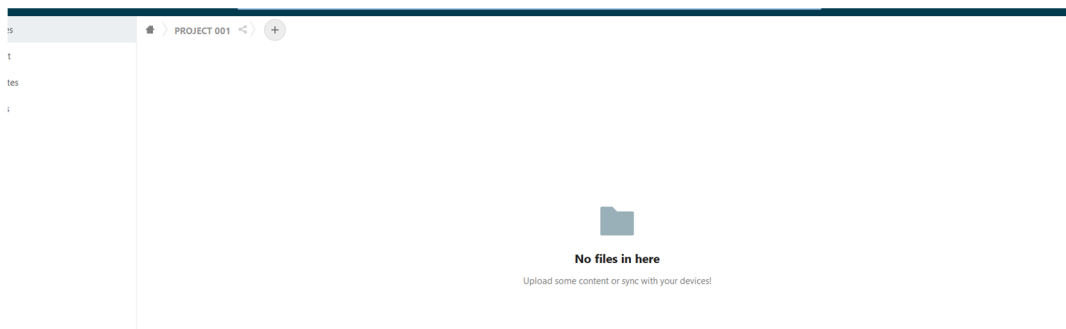 PROJECT 001
No files in here
Upload some content or sync with your devices!